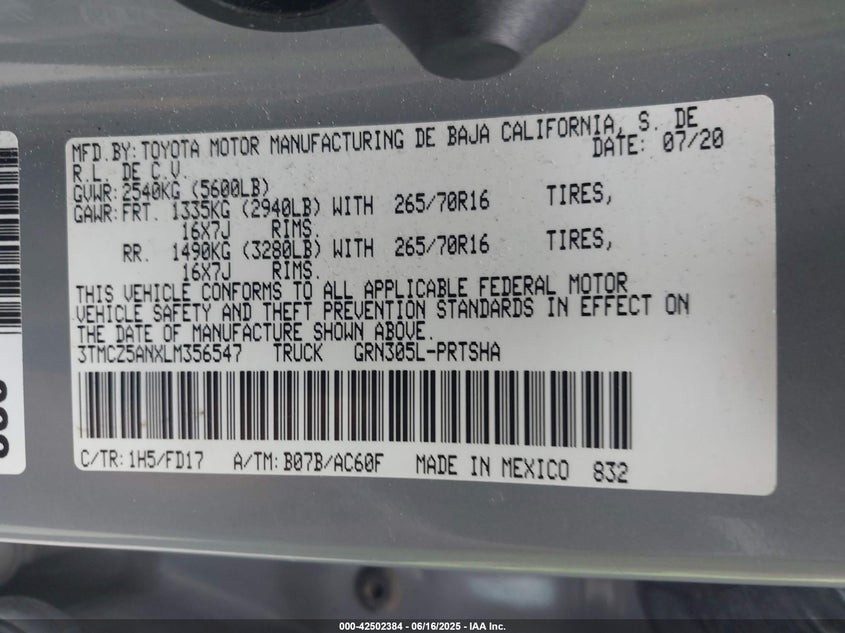 MFD.BY:TOYOTA MOTOR MANUFACTURING DE BAJA CALIFORNIA, S. DE
R.L. DE C.V. DATE: 07/20
GVWR:2540KG (5600LB)
GAWR:FRT. 1335KG (2940LB) WITH 265/70R16 TIRES,
16X7J RIMS.
RR. 1490KG (3280LB) WITH 265/70R16 TIRES,
16X7J RIMS.
THIS VEHICLE CONFORMS TO ALL APPLICABLE FEDERAL MOTOR
VEHICLE SAFETY AND THEFT PREVENTION STANDARDS IN EFFECT ON
THE DATE OF MANUFACTURE SHOWN ABOVE.
3TMCZ5ANXLM356547 TRUCK GRN305L-PRTSHA
C/TR:1H5/FD17 A/TM:B07B/AC60F MADE IN MEXICO 832
000-42502384 | 06/16/2025 - IAA Inc.